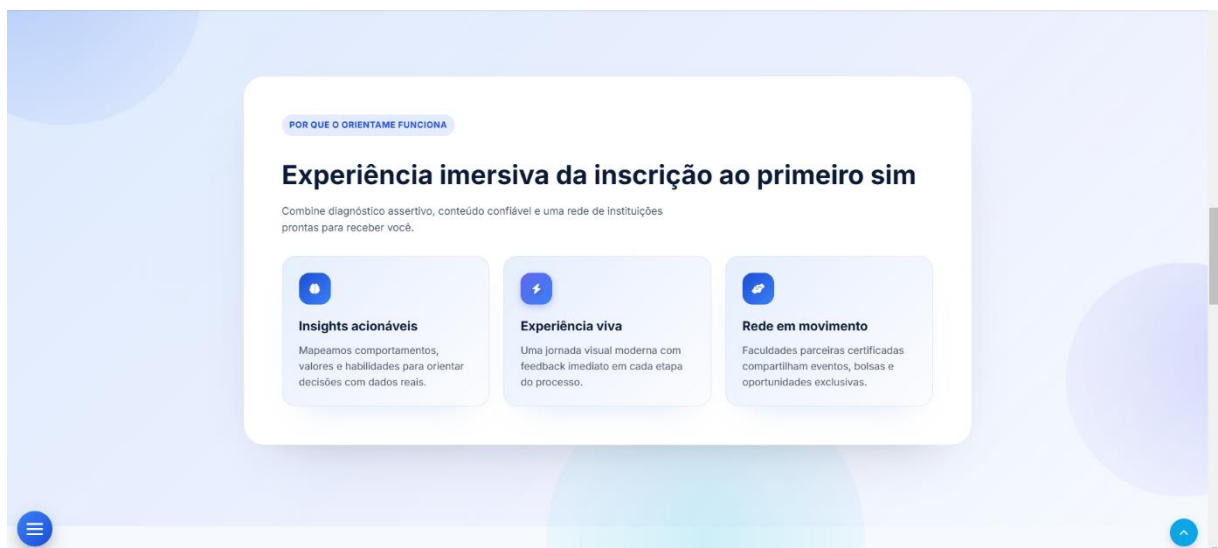 POR QUE O ORIENTAME FUNCIONA
Experiência imersiva da inscrição ao primeiro sim
Combine diagnóstico assertivo, conteúdo confiável e uma rede de instituições
prontas para receber você.
Insights acionáveis
Mapeamos comportamentos,
valores e habilidades para orientar
decisões com dados reais.
Experiência viva
Uma jornada visual moderna com
feedback imediato em cada etapa
do processo.
Rede em movimento
Faculdades parceiras certificadas
compartilham eventos, bolsas e
oportunidades exclusivas.